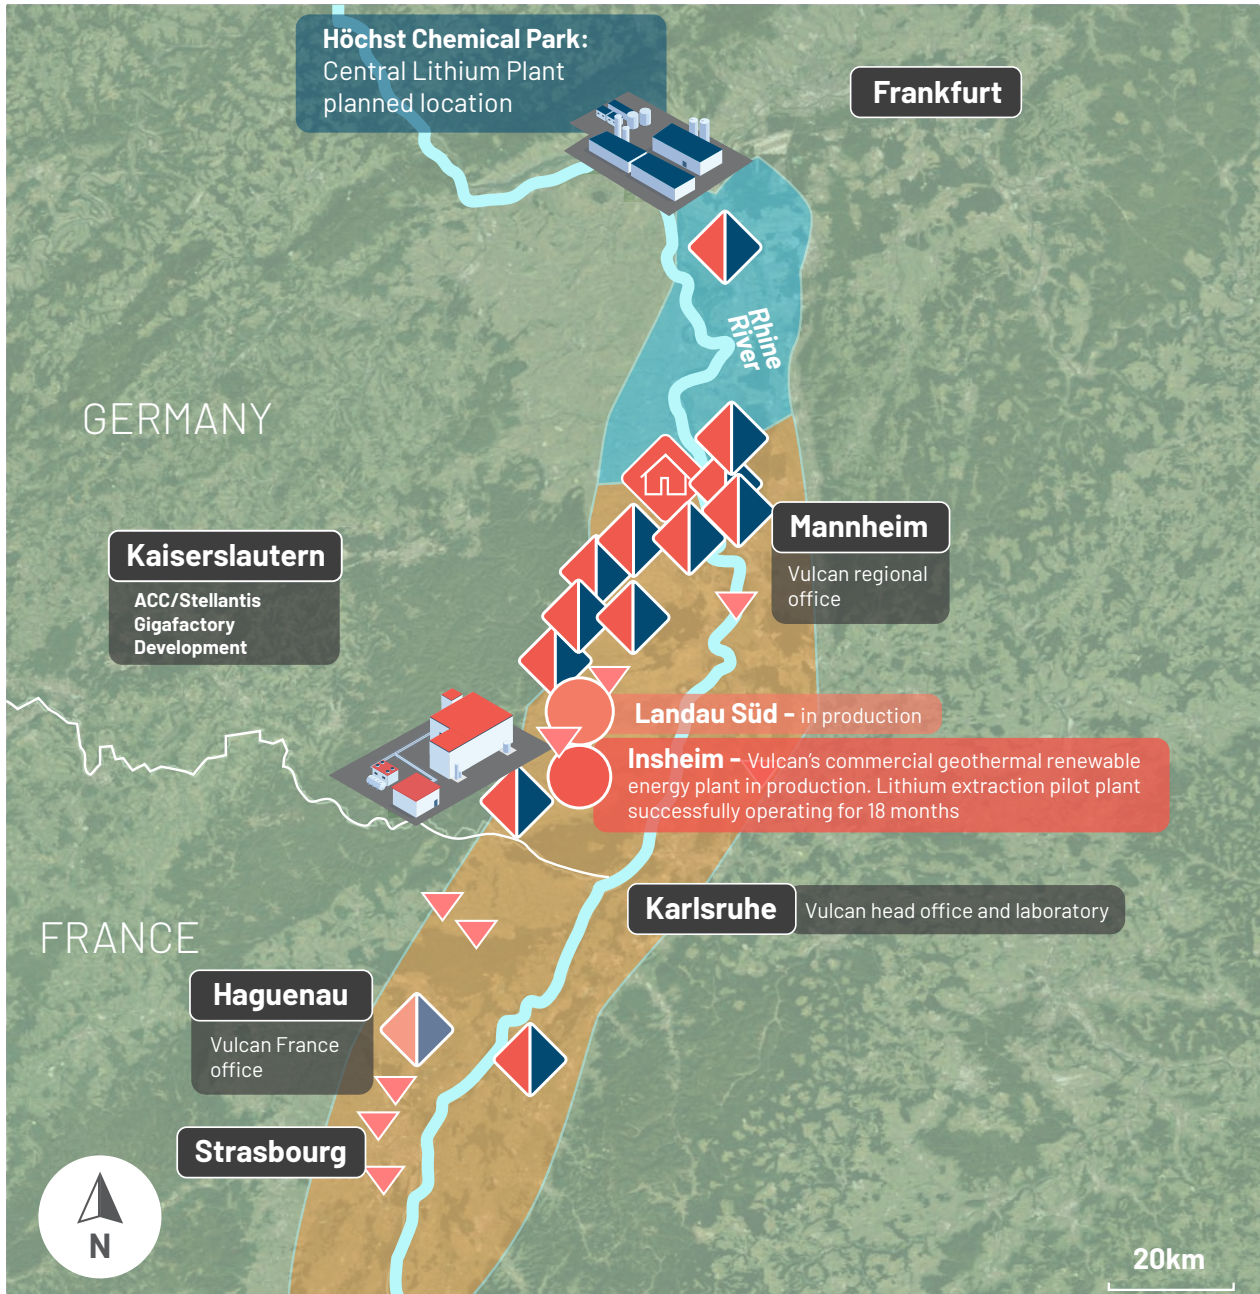 Höchst Chemical Park:
Central Lithium Plant
planned location
Frankfurt
Rhine
River
GERMANY
Mannheim
Vulcan regional
office
Kaiserslautern
ACC/Stellantis
Gigafactory
Development
Landau Süd - in production
Insheim - Vulcan's commercial geothermal renewable
energy plant in production. Lithium extraction pilot plant
successfully operating for 18 months
Karlsruhe Vulcan head office and laboratory
FRANCE
Haguenau
Vulcan France
office
Strasbourg
N
20km